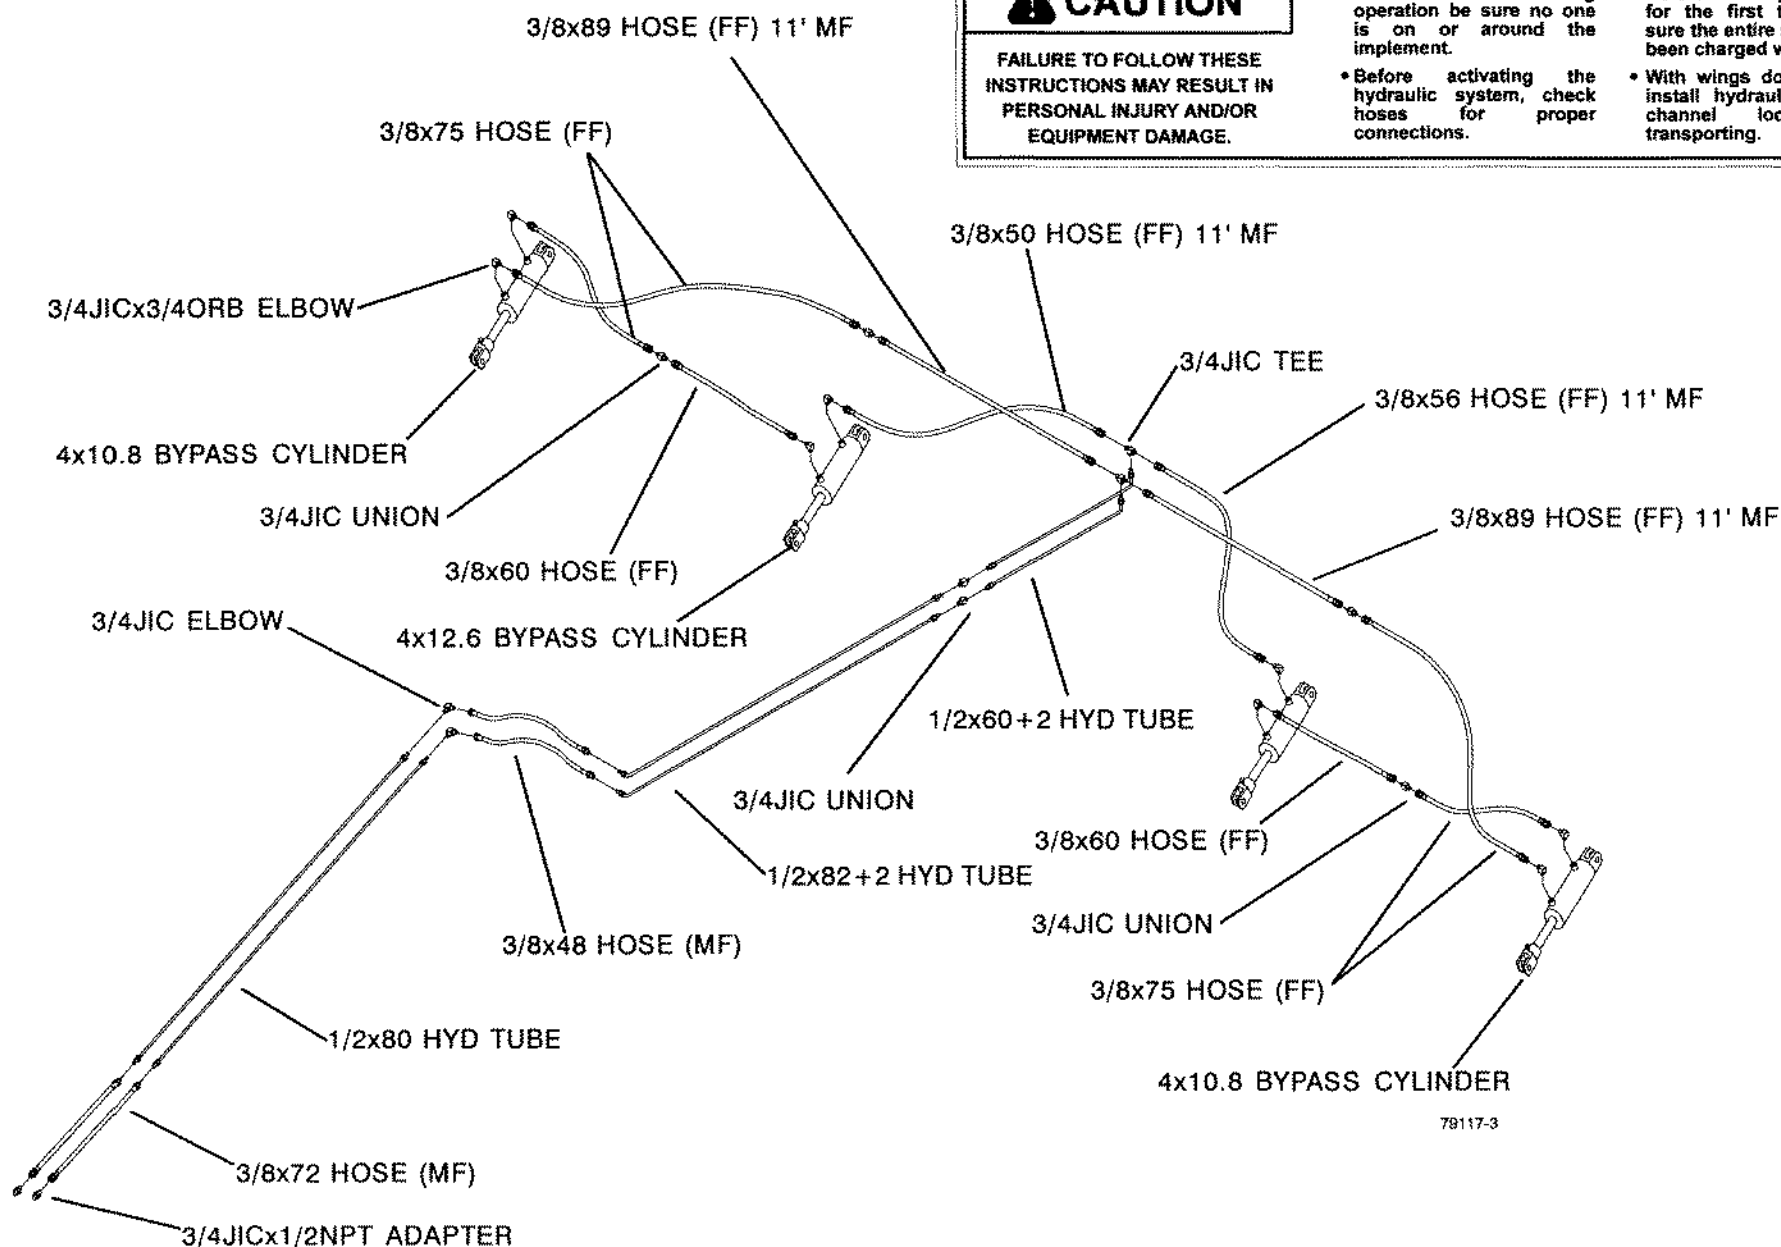 CAUTION
FAILURE TO FOLLOW THESE
INSTRUCTIONS MAY RESULT IN
PERSONAL INJURY AND/OR
EQUIPMENT DAMAGE.
operation be sure no one
is on or around the
implement.
• Before activating the
hydraulic system, check
hoses for proper
connections.
for the first
sure the entire
been charged
• With wings
install
channel
transporting.
3/8x89 HOSE (FF) 11' MF
3/8x75 HOSE (FF)
3/8x50 HOSE (FF) 11' MF
3/4JICx3/4ORB ELBOW
3/4JIC TEE
3/8x56 HOSE (FF) 11' MF
4x10.8 BYPASS CYLINDER
3/4JIC UNION
3/8x89 HOSE (FF) 11' MF
3/8x60 HOSE (FF)
3/4JIC ELBOW
4x12.6 BYPASS CYLINDER
1/2x60+2 HYD TUBE
3/4JIC UNION
3/8x60 HOSE (FF)
1/2x82+2 HYD TUBE
3/4JIC UNION
3/8x48 HOSE (MF)
3/8x75 HOSE (FF)
1/2x80 HYD TUBE
4x10.8 BYPASS CYLINDER
79117-3
3/8x72 HOSE (MF)
3/4JICx1/2NPT ADAPTER